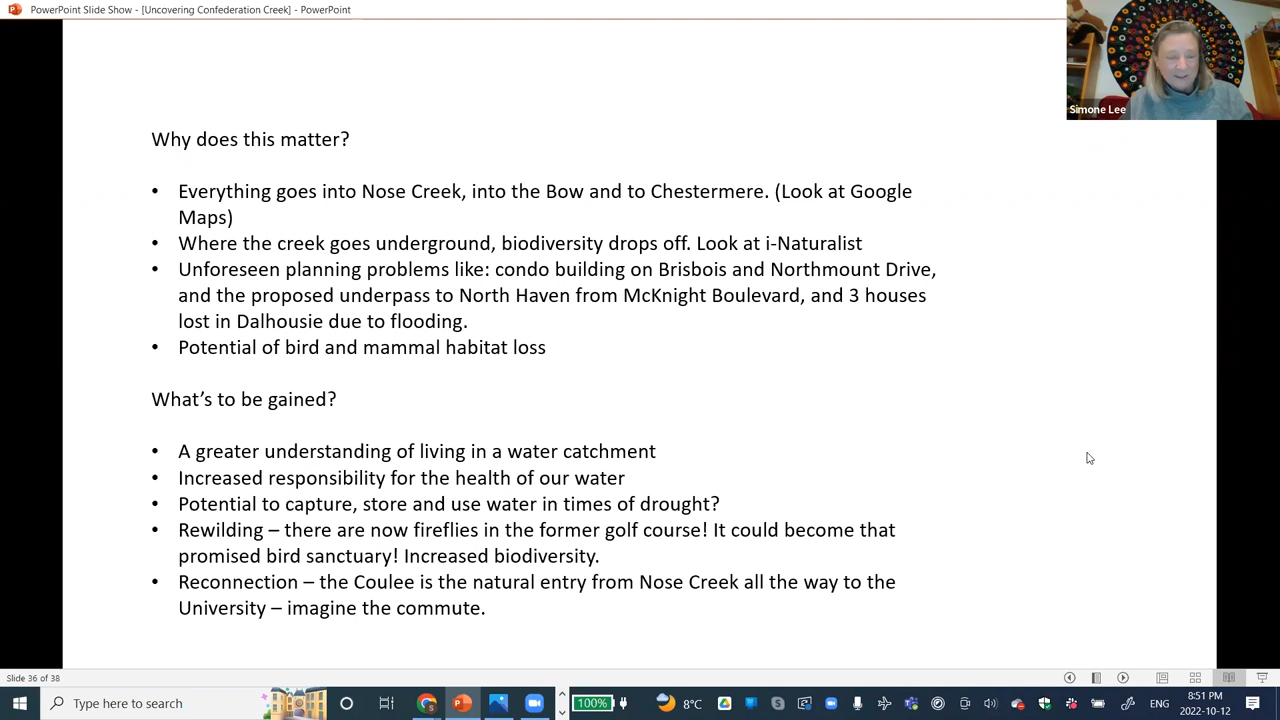 PowerPoint Slide Show - [Uncovering Confederation Creek] - PowerPoint
Simone Lee
Why does this matter?
• Everything goes into Nose Creek, into the Bow and to Chestermere. (Look at Google
Maps)
• Where the creek goes underground, biodiversity drops off. Look at i-Naturalist
• Unforeseen planning problems like: condo building on Brisbois and Northmount Drive,
and the proposed underpass to North Haven from McKnight Boulevard, and 3 houses
lost in Dalhousie due to flooding.
• Potential of bird and mammal habitat loss
What's to be gained?
• A greater understanding of living in a water catchment
• Increased responsibility for the health of our water
• Potential to capture, store and use water in times of drought?
• Rewilding – there are now fireflies in the former golf course! It could become that
promised bird sanctuary! Increased biodiversity.
• Reconnection – the Coulee is the natural entry from Nose Creek all the way to the
University – imagine the commute.
Slide 36 of 38
Type here to search
100%
8°C
8:51 PM
2022-10-12